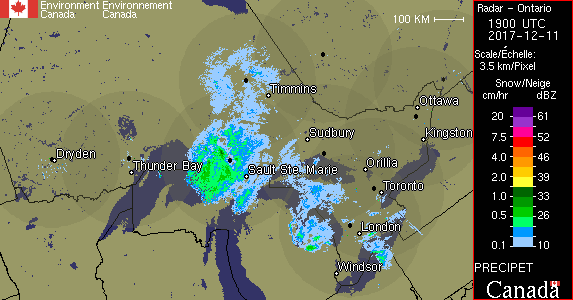 Environment Environnement
Canada Canada
100 KM
Timmins
Ottawa
Sudbury
Kingston
Dryden
Thunder Bay
Sault Ste. Marie
Orillia
Toronto
London
Windsor
Radar - Ontario
1900 UTC
2017-12-11
Scale/Échelle:
3.5 km/Pixel
Snow/Neige
cm/hr dBZ
20 61
7.5 52
4.0 46
2.0 39
1.0 33
0.5 26
0.1 10
PRECIPET
Canada